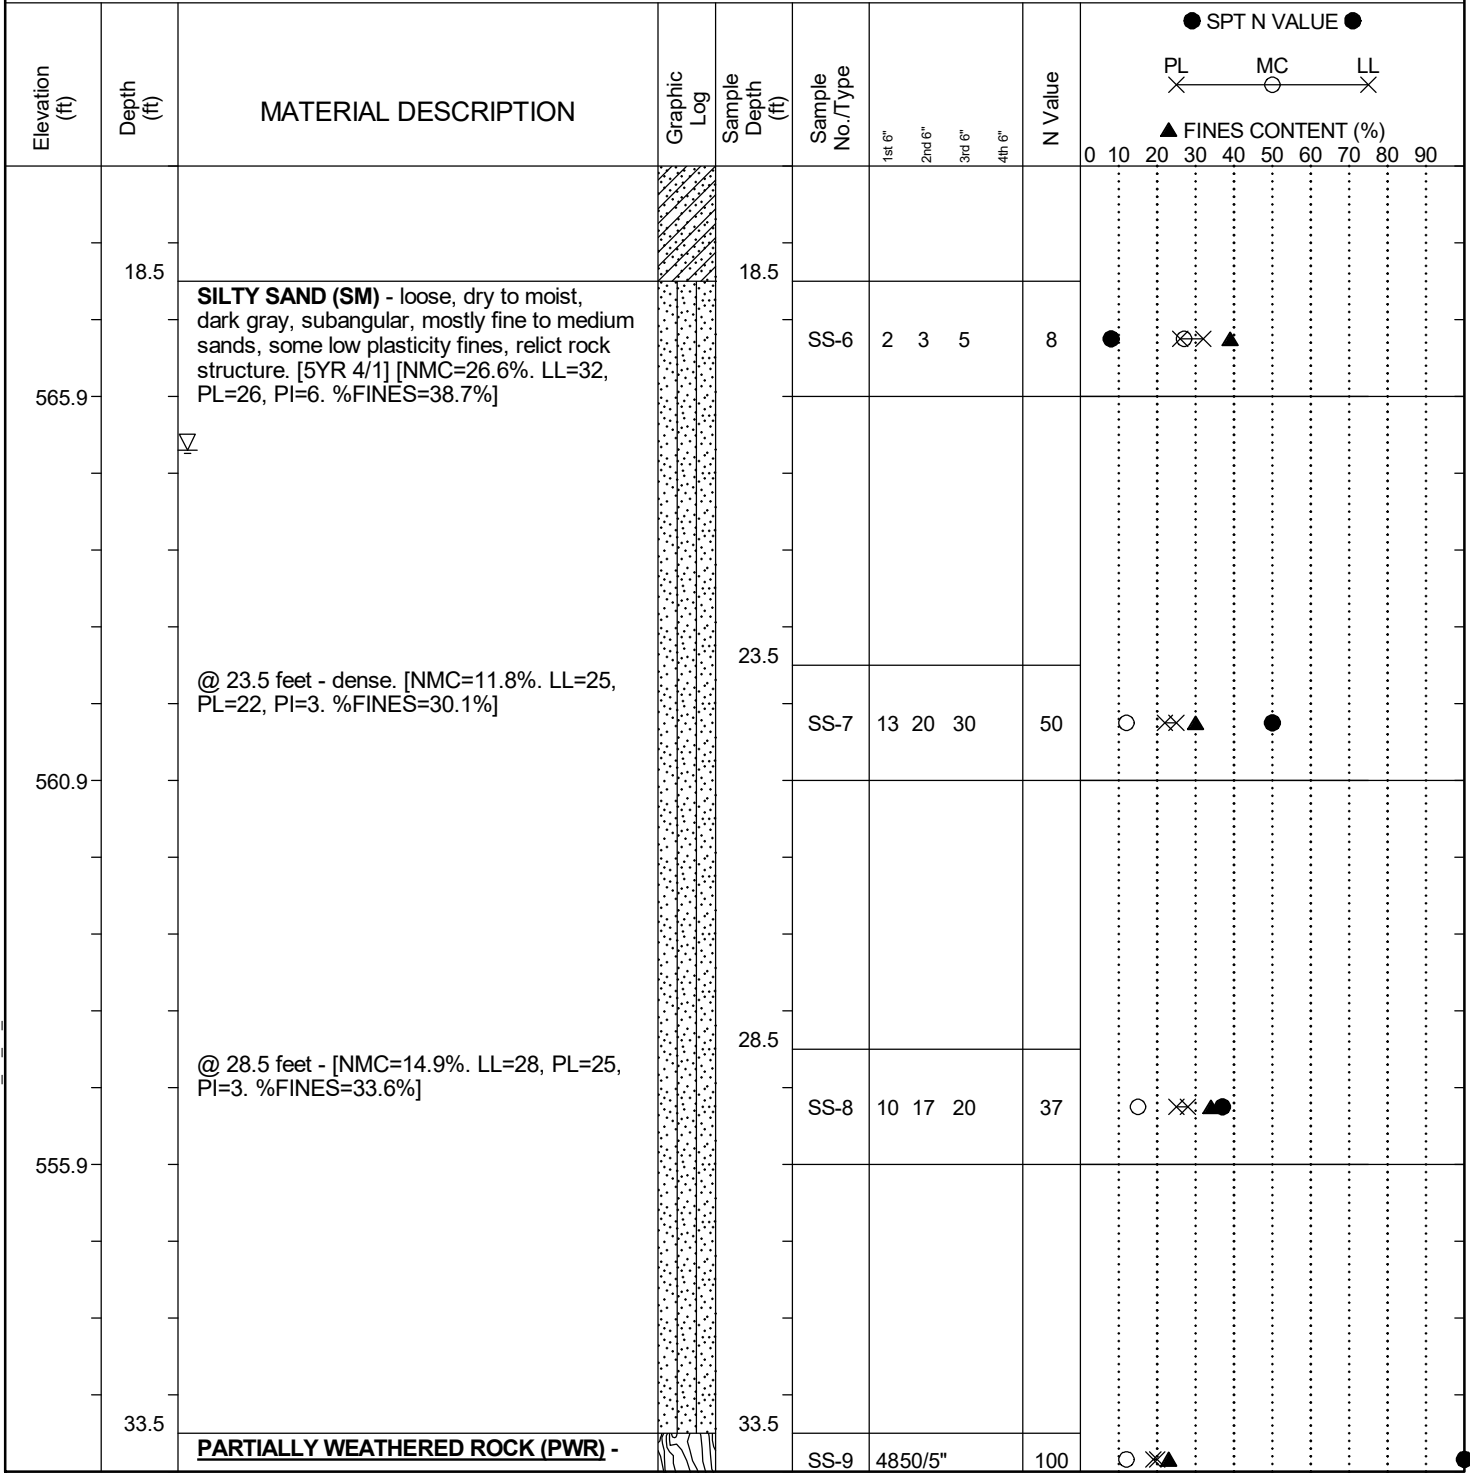 ● SPT N VALUE ●
PL MC LL
▲ FINES CONTENT (%)
0 10 20 30 40 50 60 70 80 90
Elevation (ft)
Depth (ft)
MATERIAL DESCRIPTION
Graphic Log
Sample Depth (ft)
Sample No./Type
1st 6"
2nd 6"
3rd 6"
4th 6"
N Value
18.5
18.5
SILTY SAND (SM) - loose, dry to moist,
dark gray, subangular, mostly fine to medium
sands, some low plasticity fines, relict rock
structure. [5YR 4/1] [NMC=26.6%. LL=32,
PL=26, PI=6. %FINES=38.7%]
SS-6 2 3 5 8
565.9
23.5
@ 23.5 feet - dense. [NMC=11.8%. LL=25,
PL=22, PI=3. %FINES=30.1%]
SS-7 13 20 30 50
560.9
28.5
@ 28.5 feet - [NMC=14.9%. LL=28, PL=25,
PI=3. %FINES=33.6%]
SS-8 10 17 20 37
555.9
33.5
33.5
PARTIALLY WEATHERED ROCK (PWR) -
SS-9 4850/5" 100